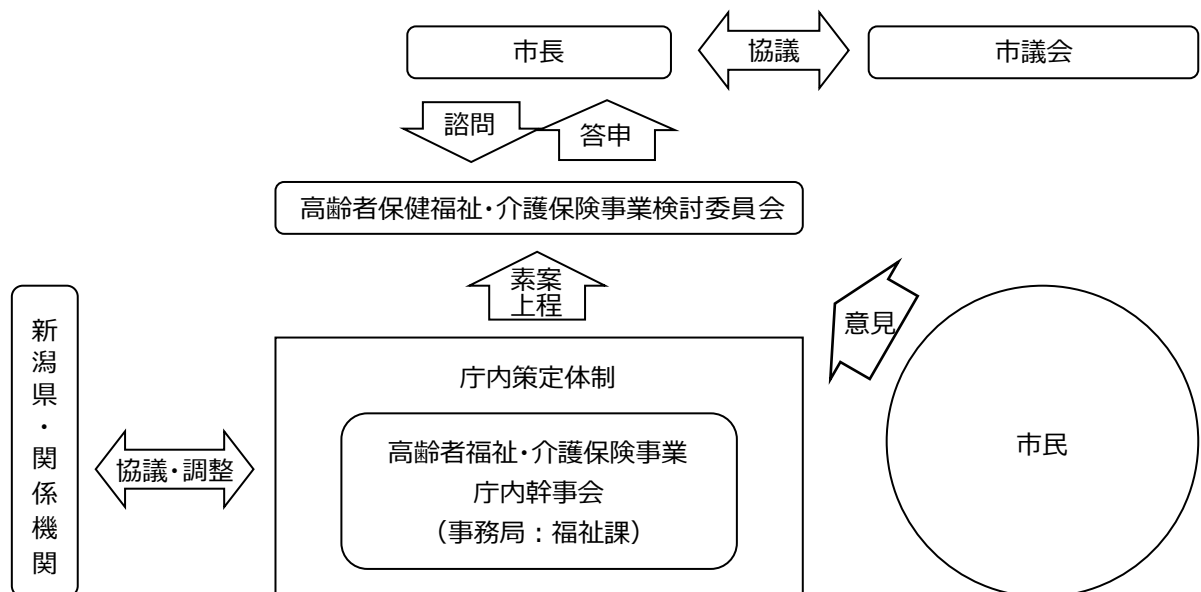 市長
協議
市議会
諮問
答申
高齢者保健福祉・介護保険事業検討委員会
素案
上程
意見
新潟県・関係機関
協議・調整
庁内策定体制
高齢者福祉・介護保険事業
庁内幹事会
（事務局：福祉課）
市民